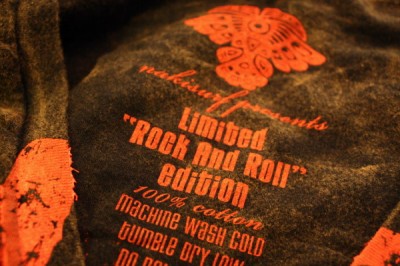 nakisurf presents
Limited
"Rock And Roll"
edition
100% cotton
machine wash cold
tumble dry low